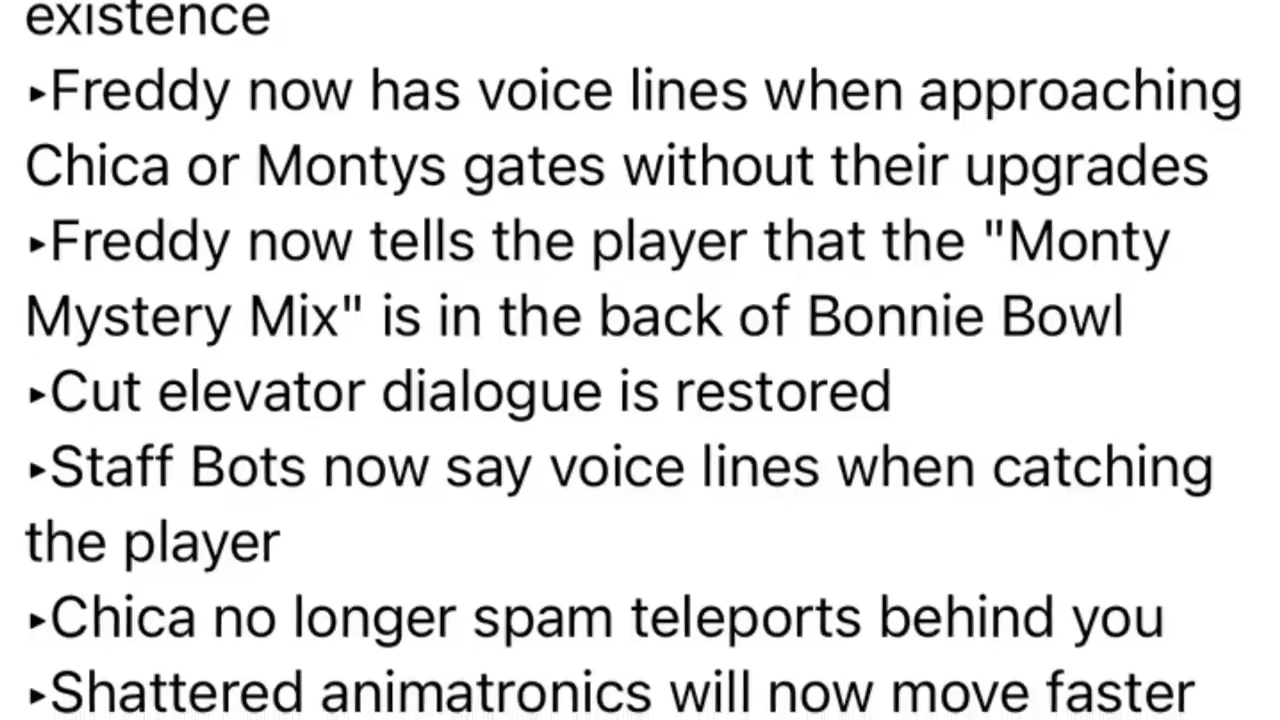 existence
▸Freddy now has voice lines when approaching
Chica or Montys gates without their upgrades
▸Freddy now tells the player that the "Monty
Mystery Mix" is in the back of Bonnie Bowl
▸Cut elevator dialogue is restored
▸Staff Bots now say voice lines when catching
the player
▸Chica no longer spam teleports behind you
▸Shattered animatronics will now move faster